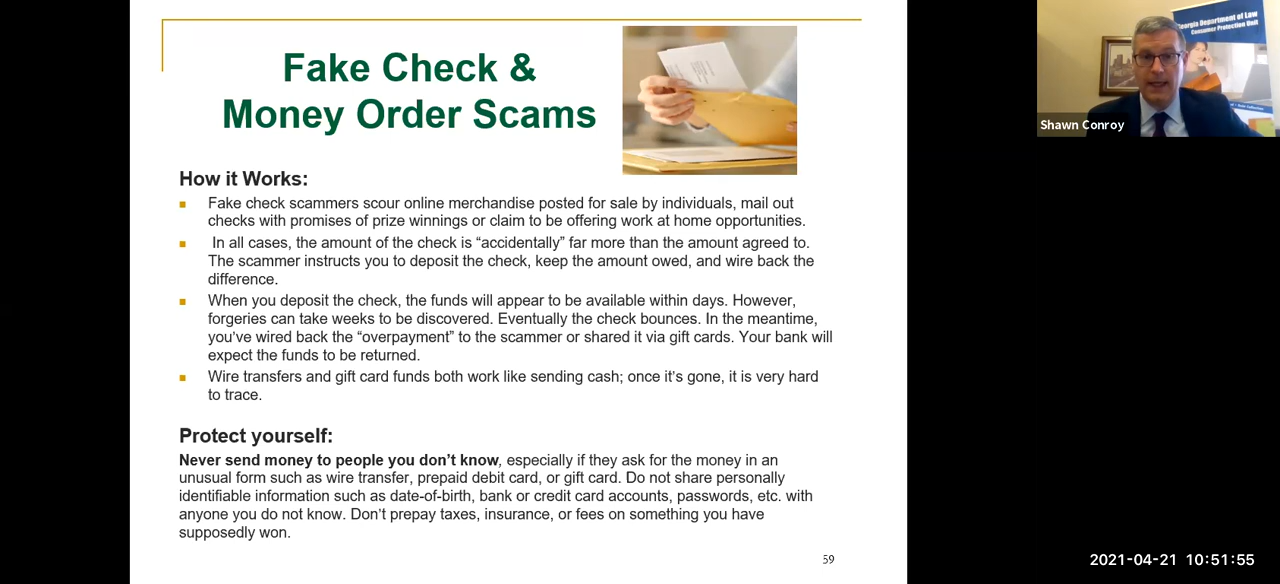 Fake Check &
Money Order Scams
How it Works:
Fake check scammers scour online merchandise posted for sale by individuals, mail out
checks with promises of prize winnings or claim to be offering work at home opportunities.
In all cases, the amount of the check is “accidentally” far more than the amount agreed to.
The scammer instructs you to deposit the check, keep the amount owed, and wire back the
difference.
When you deposit the check, the funds will appear to be available within days. However,
forgeries can take weeks to be discovered. Eventually the check bounces. In the meantime,
you’ve wired back the “overpayment” to the scammer or shared it via gift cards. Your bank will
expect the funds to be returned.
Wire transfers and gift card funds both work like sending cash; once it’s gone, it is very hard
to trace.
Protect yourself:
Never send money to people you don’t know, especially if they ask for the money in an
unusual form such as wire transfer, prepaid debit card, or gift card. Do not share personally
identifiable information such as date-of-birth, bank or credit card accounts, passwords, etc. with
anyone you do not know. Don’t prepay taxes, insurance, or fees on something you have
supposedly won.
59
Georgia Department of Law
Consumer Protection Unit
Shawn Conroy
2021-04-21 10:51:55